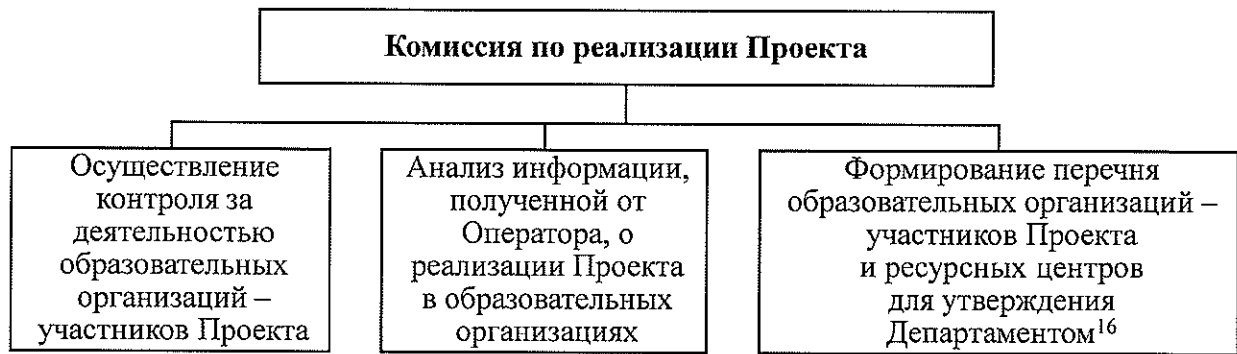 Комиссия по реализации Проекта
Осуществление
контроля за
деятельностью
образовательных
организаций –
участников Проекта
Анализ информации,
полученной от
Оператора, о
реализации Проекта
в образовательных
организациях
Формирование перечня
образовательных организаций –
участников Проекта
и ресурсных центров
для утверждения
Департаментом¹⁶